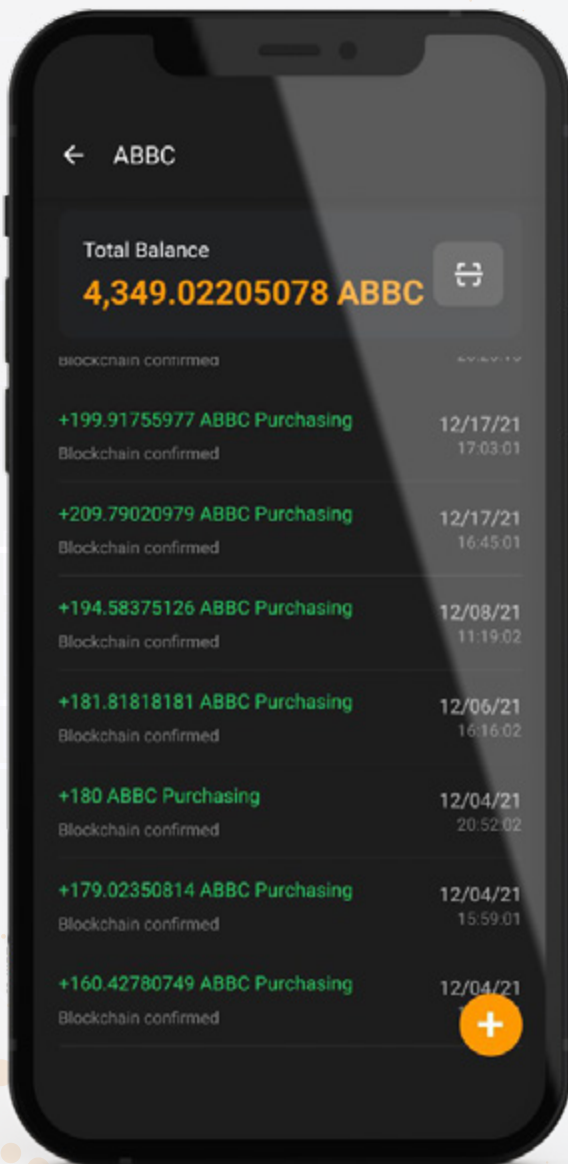 ABBC
Total Balance
4,349.02205078 ABBC
Blockchain confirmed
+199.91755977 ABBC Purchasing
12/17/21
Blockchain confirmed
17:03:01
+209.79020979 ABBC Purchasing
12/17/21
Blockchain confirmed
16:45:01
+194.58375126 ABBC Purchasing
12/08/21
Blockchain confirmed
11:19:02
+181.81818181 ABBC Purchasing
12/06/21
Blockchain confirmed
16:16:02
+180 ABBC Purchasing
12/04/21
Blockchain confirmed
20:52:02
+179.02350814 ABBC Purchasing
12/04/21
Blockchain confirmed
15:59:01
+160.42780749 ABBC Purchasing
12/04/21
Blockchain confirmed